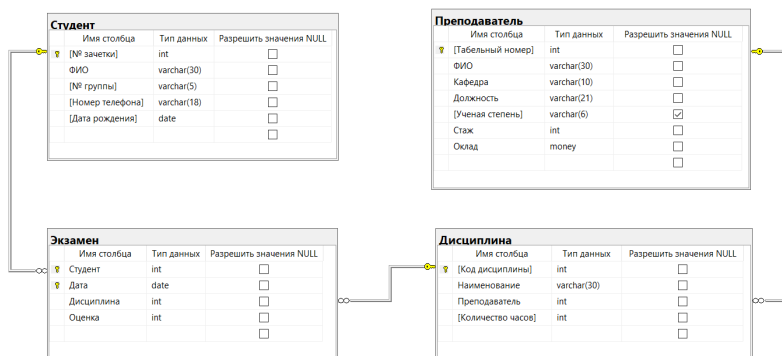 Студент
Имя столбца Тип данных Разрешить значения NULL
[№ зачетки] int
ФИО varchar(30)
[№ группы] varchar(5)
[Номер телефона] varchar(18)
[Дата рождения] date
Преподаватель
Имя столбца Тип данных Разрешить значения NULL
[Табельный номер] int
ФИО varchar(30)
Кафедра varchar(10)
Должность varchar(21)
[Ученая степень] varchar(6)
Стаж int
Оклад money
Экзамен
Имя столбца Тип данных Разрешить значения NULL
Студент int
Дата date
Дисциплина int
Оценка int
Дисциплина
Имя столбца Тип данных Разрешить значения NULL
[Код дисциплины] int
Наименование varchar(30)
Преподаватель int
[Количество часов] int